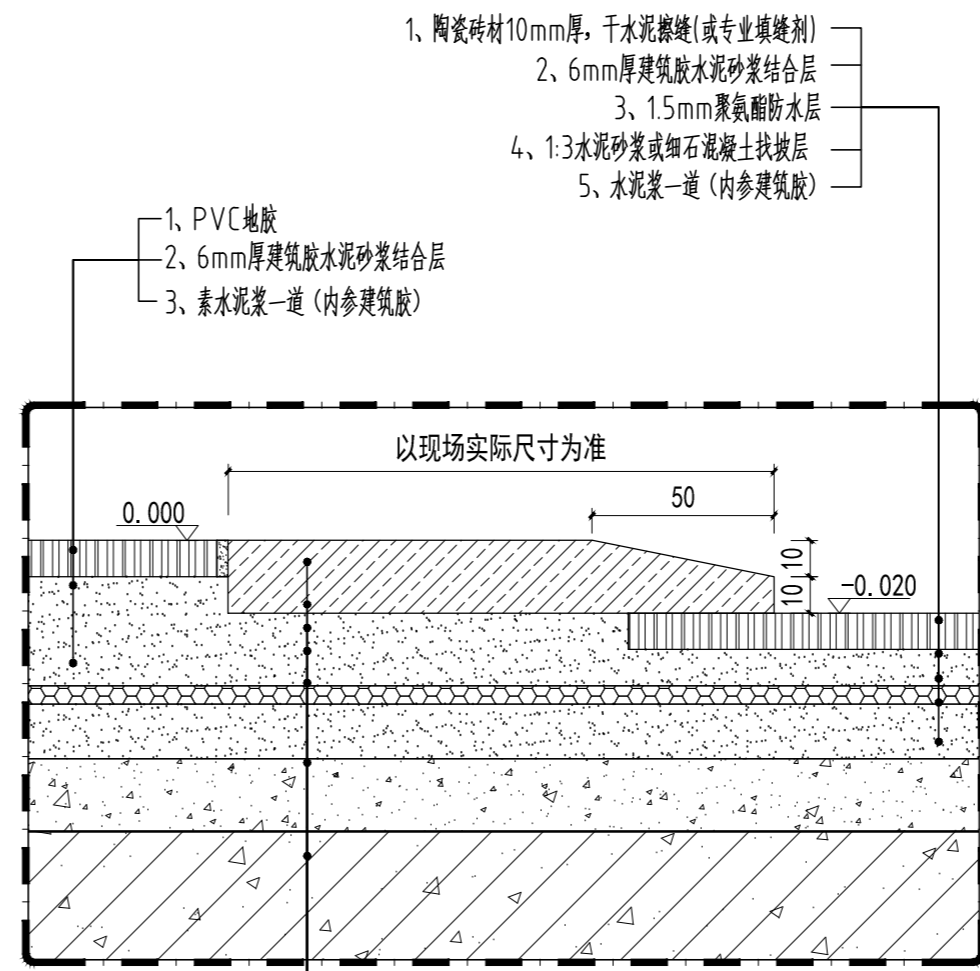 1、陶瓷砖材10mm厚，干水泥擦缝(或专业填缝剂)
2、6mm厚建筑胶水泥砂浆结合层
3、1.5mm聚氨酯防水层
4、1:3水泥砂浆或细石混凝土找坡层
5、水泥浆一道(内参建筑胶)
1、PVC地胶
2、6mm厚建筑胶水泥砂浆结合层
3、素水泥浆一道(内参建筑胶)
以现场实际尺寸为准
50
0.000
10
10
-0.020